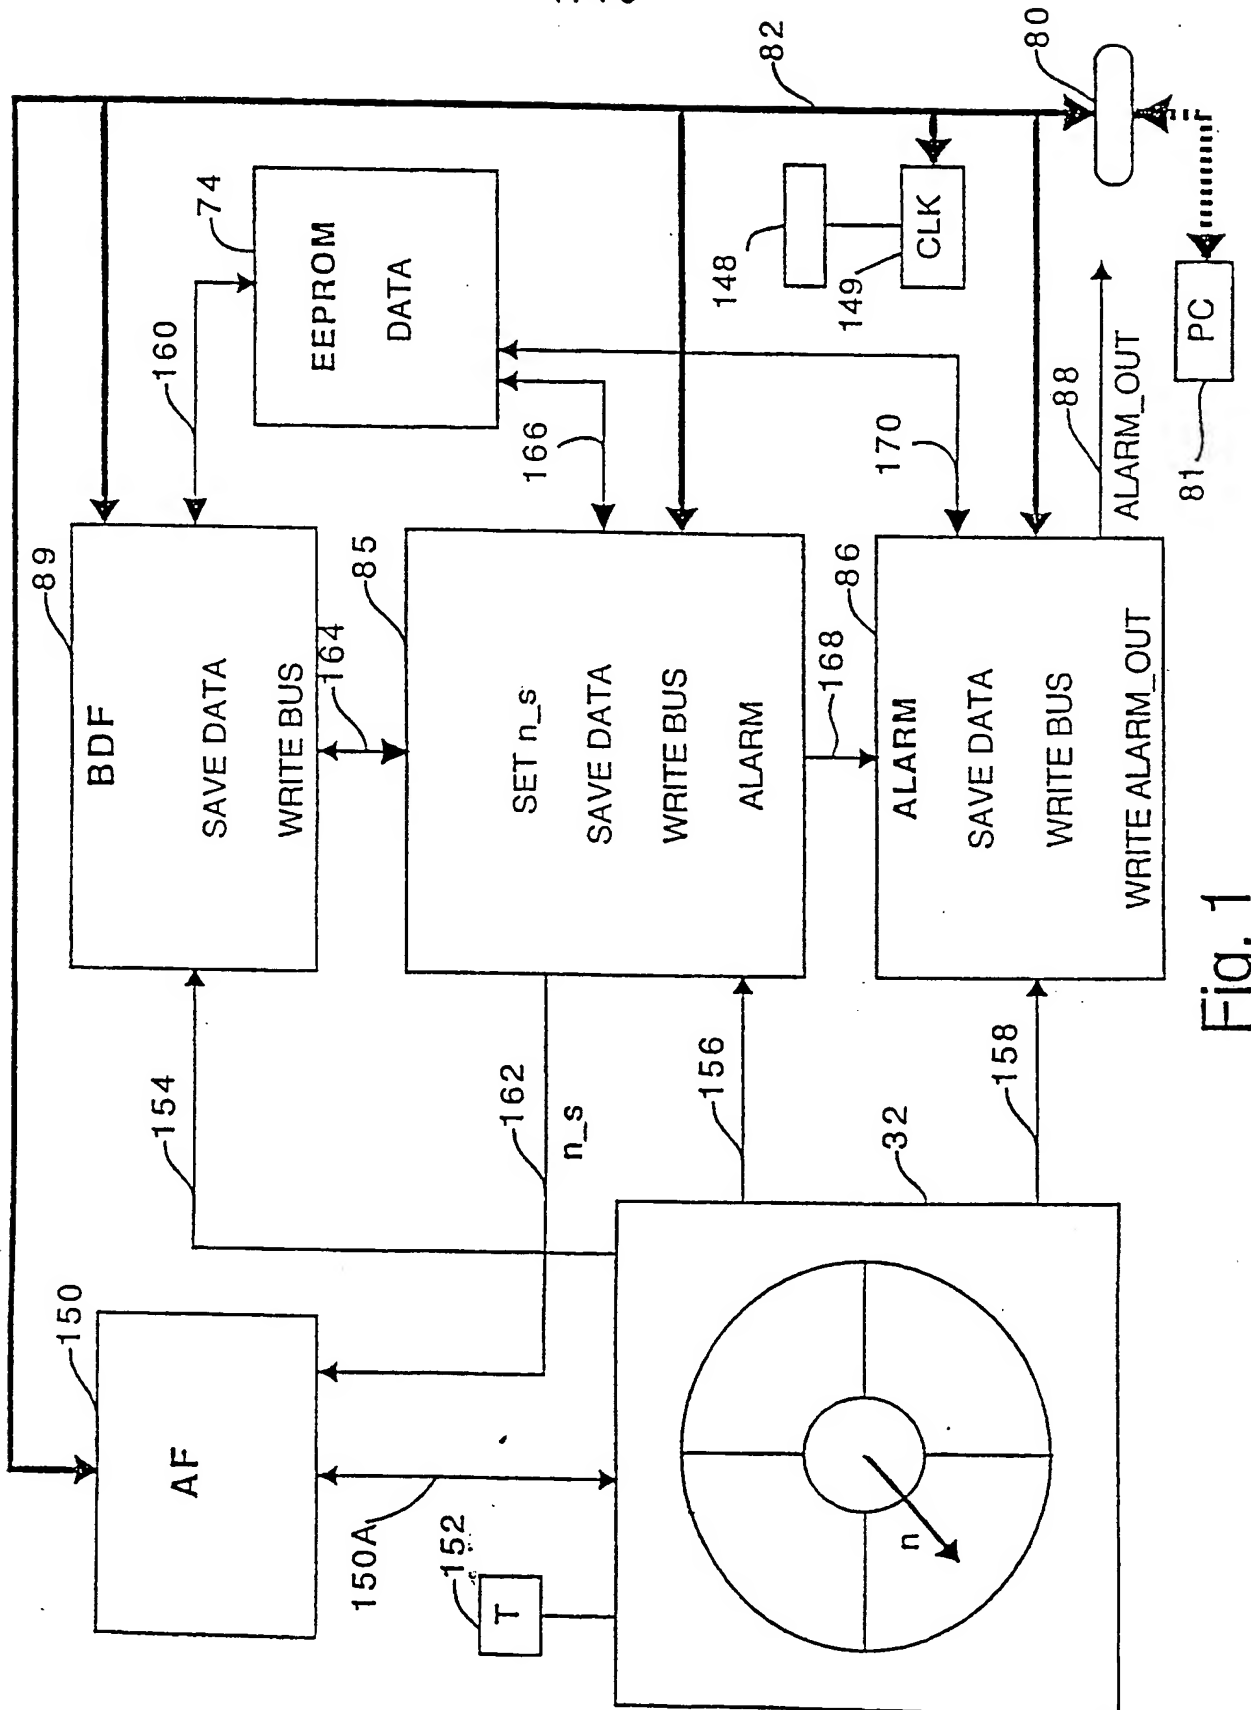 89
150
BDF
154
160
AF
SAVE DATA
74
WRITE BUS
164
EEPROM
150A
85
DATA
152
T
162
SET n_s
166
n_s
SAVE DATA
WRITE BUS
156
148
ALARM
82
168
86
149
32
170
ALARM
n
CLK
SAVE DATA
158
80
WRITE BUS
88
WRITE ALARM_OUT
ALARM_OUT
81
PC
Fig. 1